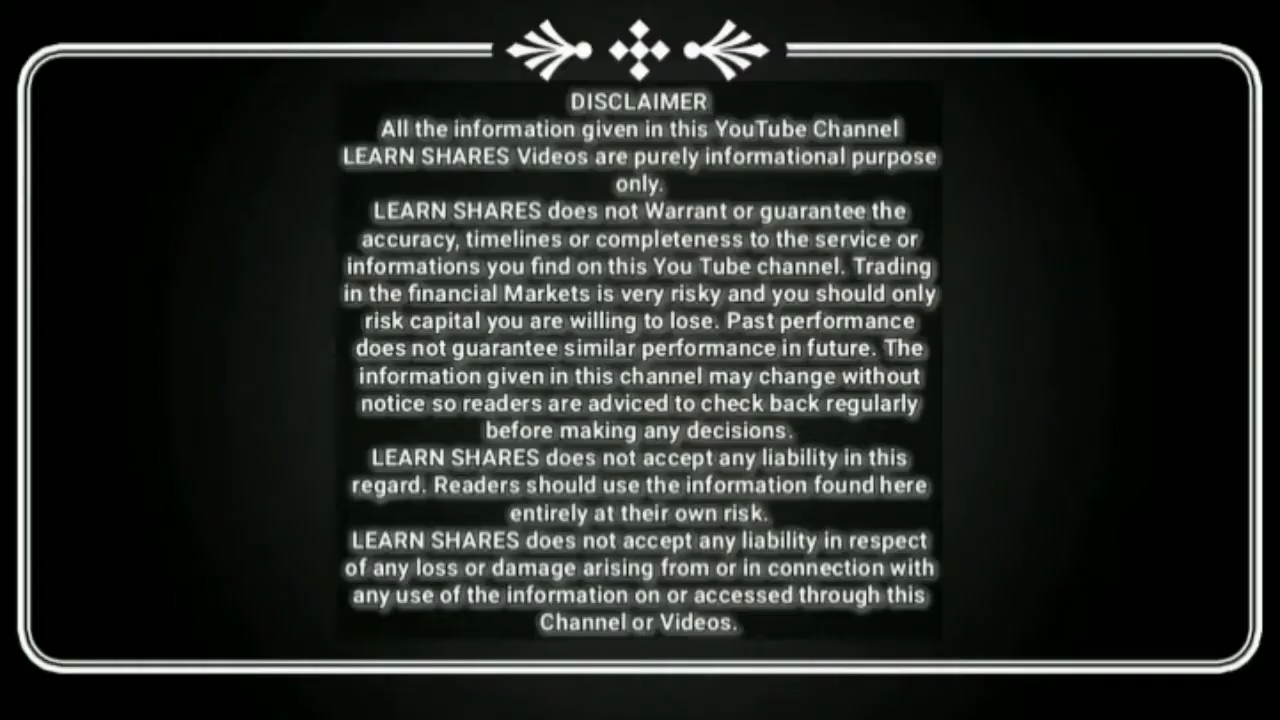 DISCLAIMER
All the information given in this YouTube Channel
LEARN SHARES Videos are purely informational purpose
only.
LEARN SHARES does not Warrant or guarantee the
accuracy, timelines or completeness to the service or
informations you find on this You Tube channel. Trading
in the financial Markets is very risky and you should only
risk capital you are willing to lose. Past performance
does not guarantee similar performance in future. The
information given in this channel may change without
notice so readers are adviced to check back regularly
before making any decisions.
LEARN SHARES does not accept any liability in this
regard. Readers should use the information found here
entirely at their own risk.
LEARN SHARES does not accept any liability in respect
of any loss or damage arising from or in connection with
any use of the information on or accessed through this
Channel or Videos.